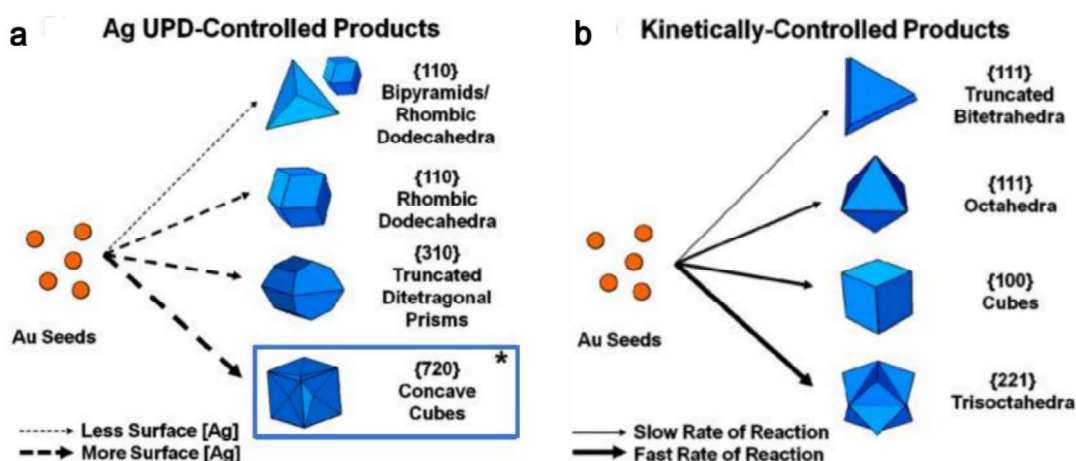 a
Ag UPD-Controlled Products
{110}
Bipyramids/
Rhombic
Dodecahedra
{110}
Rhombic
Dodecahedra
{310}
Truncated
Ditetragonal
Prisms
*
{720}
Concave
Cubes
Au Seeds
Less Surface [Ag]
More Surface [Ag]
b
Kinetically-Controlled Products
{111}
Truncated
Bitetrahedra
{111}
Octahedra
{100}
Cubes
{221}
Trisoctahedra
Au Seeds
Slow Rate of Reaction
Fast Rate of Reaction